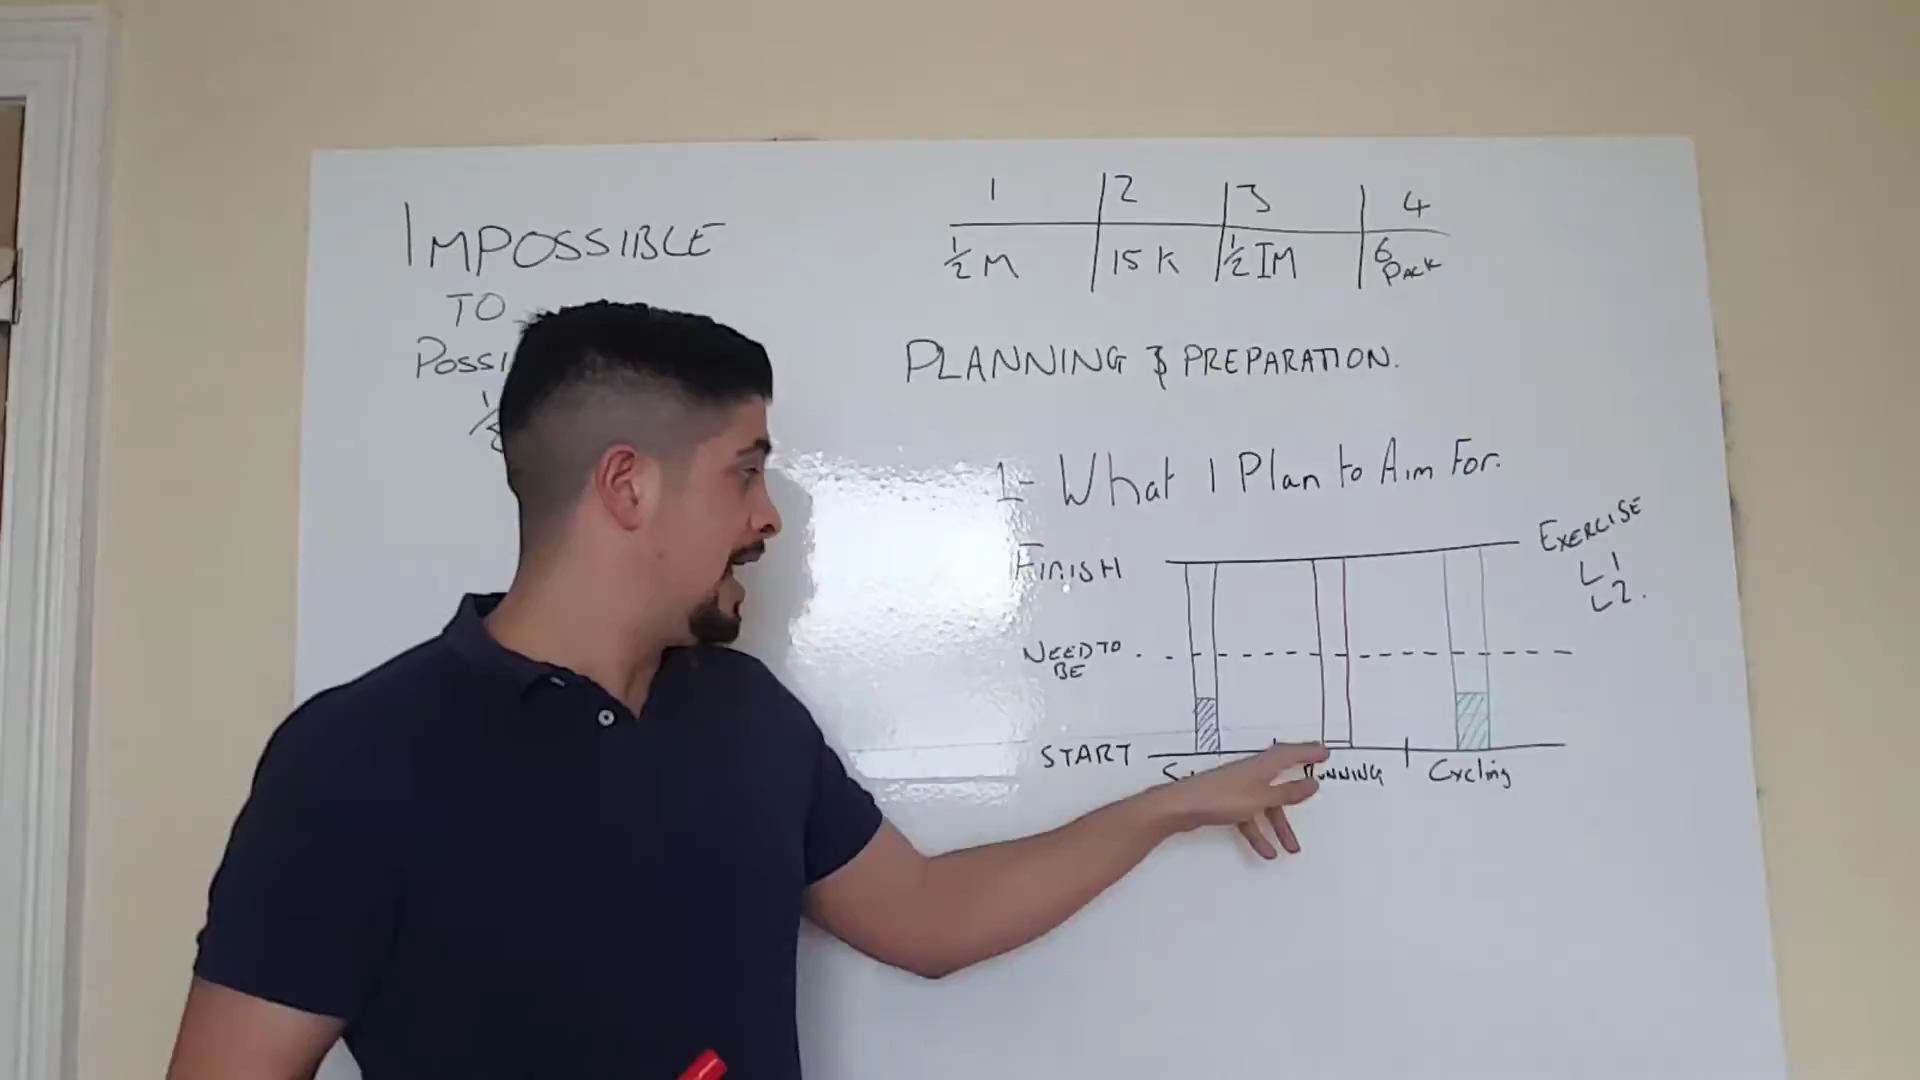 IMPOSSIBLE
TO
1 2 3 4
½ M 15 K ½ IM 6 PACK
PLANNING & PREPARATION.
1- What I Plan to Aim For.
EXERCISE
L1
L2.
FINISH
NEED TO
BE
START
RUNNING Cycling